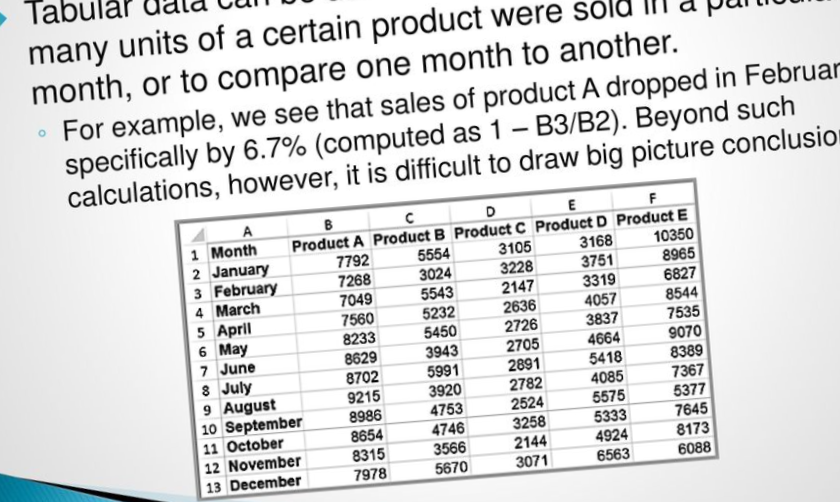 Tabular data can be
many units of a certain product were sold in a
month, or to compare one month to another.
For example, we see that sales of product A dropped in
specifically by 6.7% (computed as 1 – B3/B2). Beyond such
calculations, however, it is difficult to draw big picture
A B C D E F
1 Month Product A Product B Product C Product D Product E
2 January 7792 5554 3105 3168 10350
3 February 7268 3024 3228 3751 8965
4 March 7049 5543 2147 3319 6827
5 April 7560 5232 2636 4057 8544
6 May 8233 5450 2726 3837 7535
7 June 8629 3943 2705 4664 9070
8 July 8702 5991 2891 5418 8389
9 August 9215 3920 2782 4085 7367
10 September 8986 4753 2524 5575 5377
11 October 8654 4746 3258 5333 7645
12 November 8315 3566 2144 4924 8173
13 December 7978 5670 3071 6563 6088